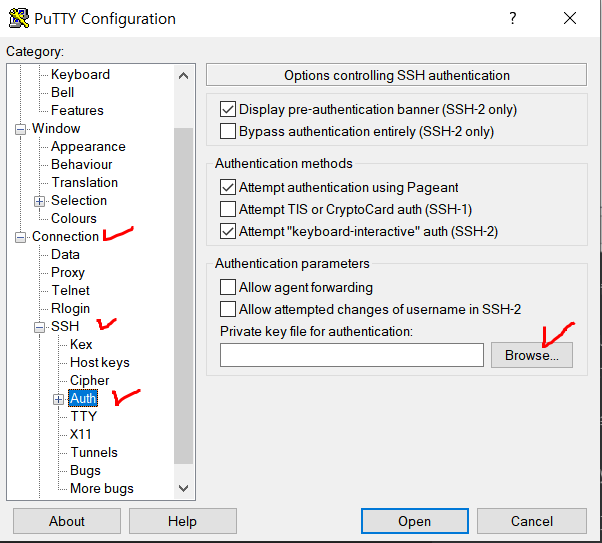 PuTTY Configuration
Category:
Keyboard
Bell
Features
Window
Appearance
Behaviour
Translation
Selection
Colours
Connection
Data
Proxy
Telnet
Rlogin
SSH
Kex
Host keys
Cipher
Auth
TTY
X11
Tunnels
Bugs
More bugs
Options controlling SSH authentication
Display pre-authentication banner (SSH-2 only)
Bypass authentication entirely (SSH-2 only)
Authentication methods
Attempt authentication using Pageant
Attempt TIS or CryptoCard auth (SSH-1)
Attempt "keyboard-interactive" auth (SSH-2)
Authentication parameters
Allow agent forwarding
Allow attempted changes of username in SSH-2
Private key file for authentication:
Browse...
About
Help
Open
Cancel